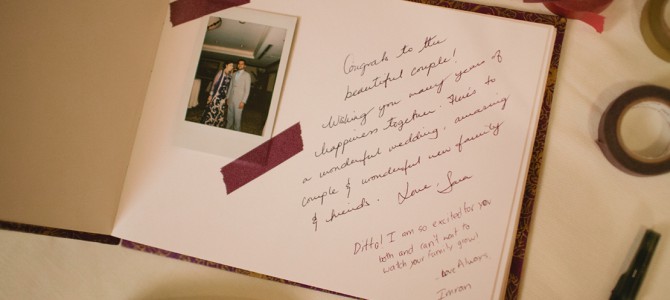 Congrats to the
beautiful couple!
Wishing you many years of
happiness together. Here's to
a wonderful wedding, amazing
couple & wonderful new family
& friends. Love, Sara
Ditto! I am so excited for you
both and can't wait to
watch your family grow!
Love Always,
Imran